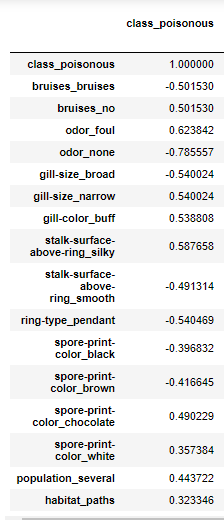 class_poisonous
class_poisonous 1.000000
bruises_bruises -0.501530
bruises_no 0.501530
odor_foul 0.623842
odor_none -0.785557
gill-size_broad -0.540024
gill-size_narrow 0.540024
gill-color_buff 0.538808
stalk-surface-
above-ring_silky 0.587658
stalk-surface-
above-
ring_smooth -0.491314
ring-type_pendant -0.540469
spore-print-
color_black -0.396832
spore-print-
color_brown -0.416645
spore-print-
color_chocolate 0.490229
spore-print-
color_white 0.357384
population_several 0.443722
habitat_paths 0.323346